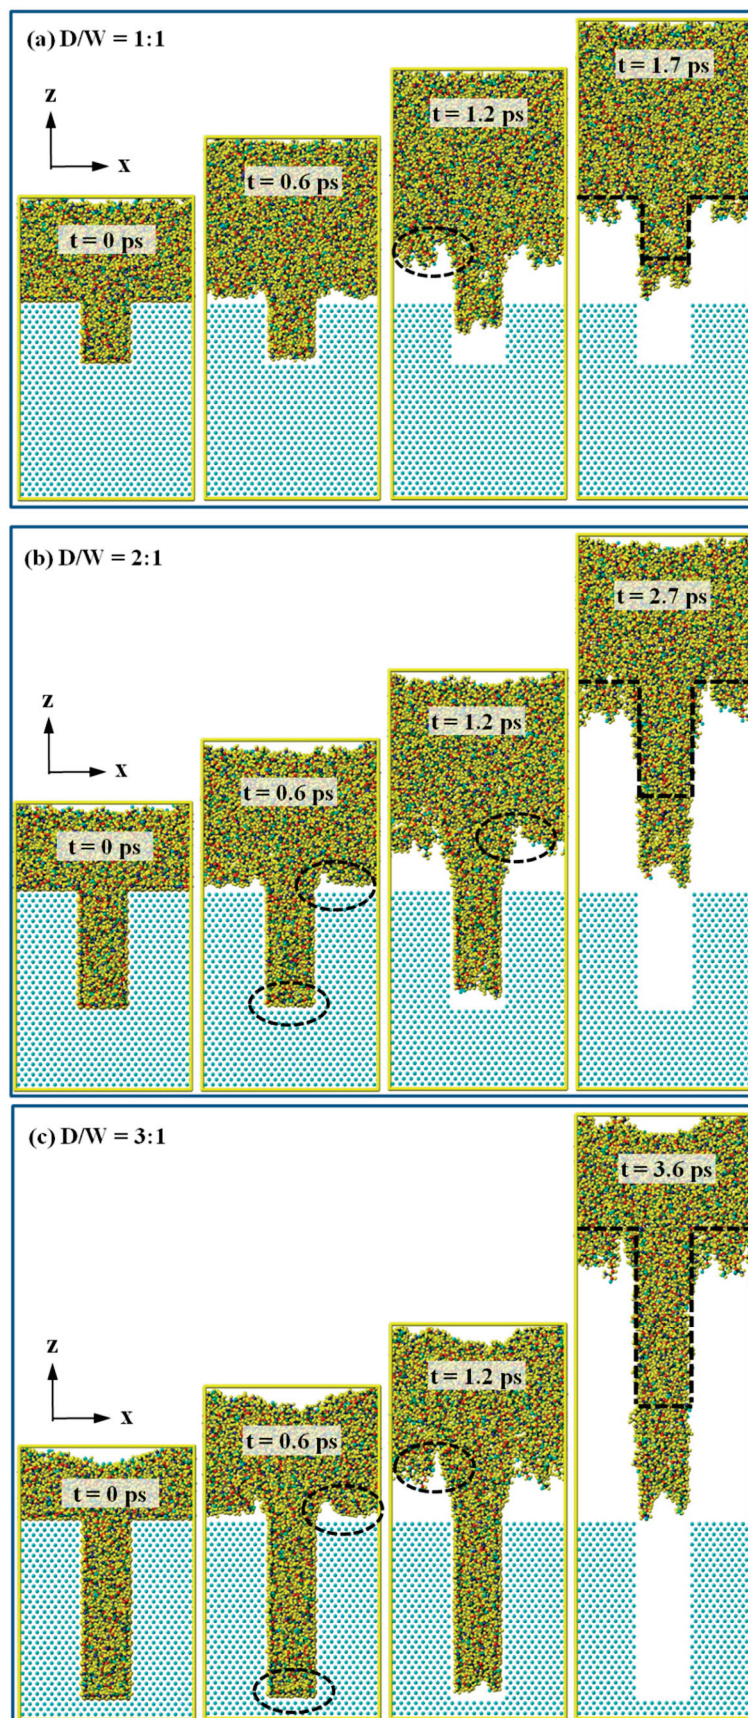 (a) D/W = 1:1
z
x
t = 0 ps
t = 0.6 ps
t = 1.2 ps
t = 1.7 ps
(b) D/W = 2:1
z
x
t = 0 ps
t = 0.6 ps
t = 1.2 ps
t = 2.7 ps
(c) D/W = 3:1
z
x
t = 0 ps
t = 0.6 ps
t = 1.2 ps
t = 3.6 ps